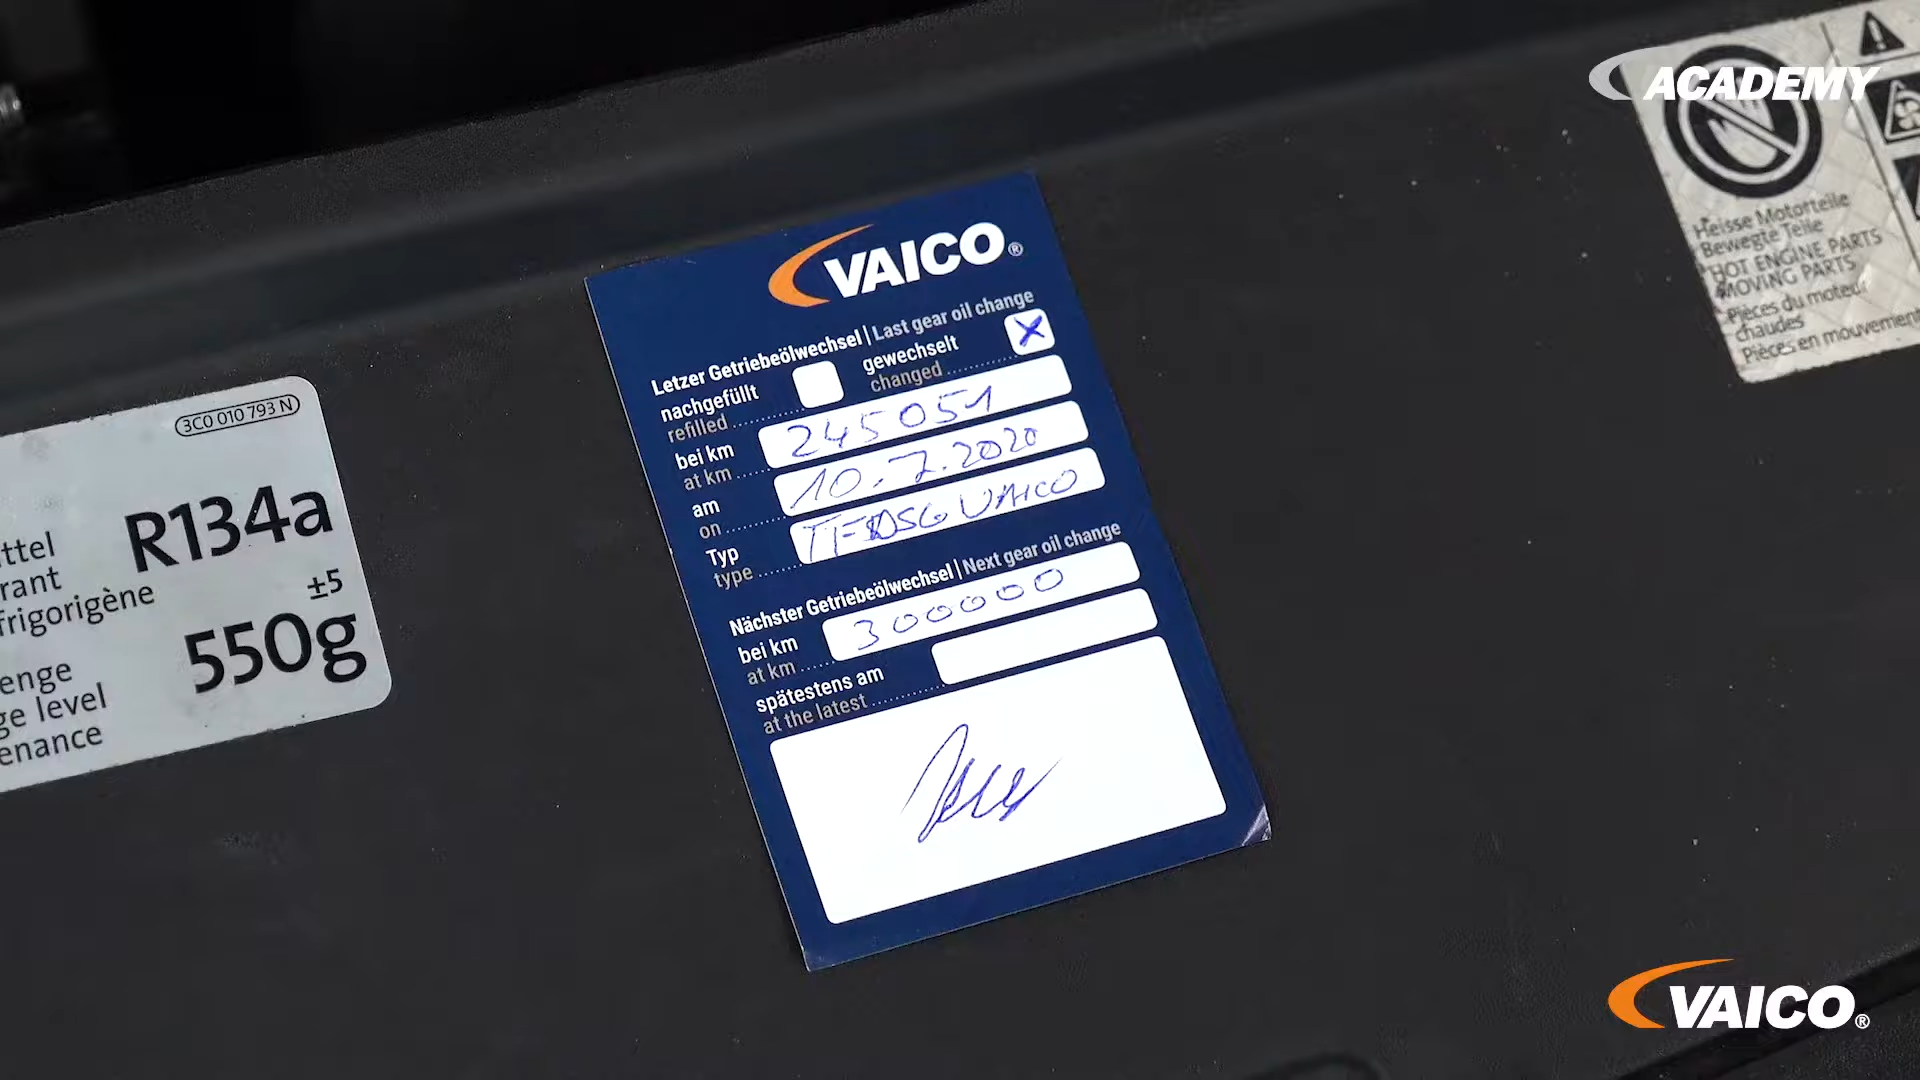 ACADEMY
VAICO®
Letzer Getriebeölwechsel | Last gear oil change
nachgefüllt
refilled
gewechselt
changed
X
bei km
at km
245051
am
on
10.7.2020
Typ
type
VAICO
Nächster Getriebeölwechsel | Next gear oil change
bei km
at km
300000
spätestens am
at the latest
3C0 010 793 N
ttel
rant
frigorigène
R134a
±5
550g
enge
ge level
enance
Heisse Motorteile
Bewegte Teile
HOT ENGINE PARTS
MOVING PARTS
Pièces du moteur
chaudes
Pièces en mouvement
VAICO®